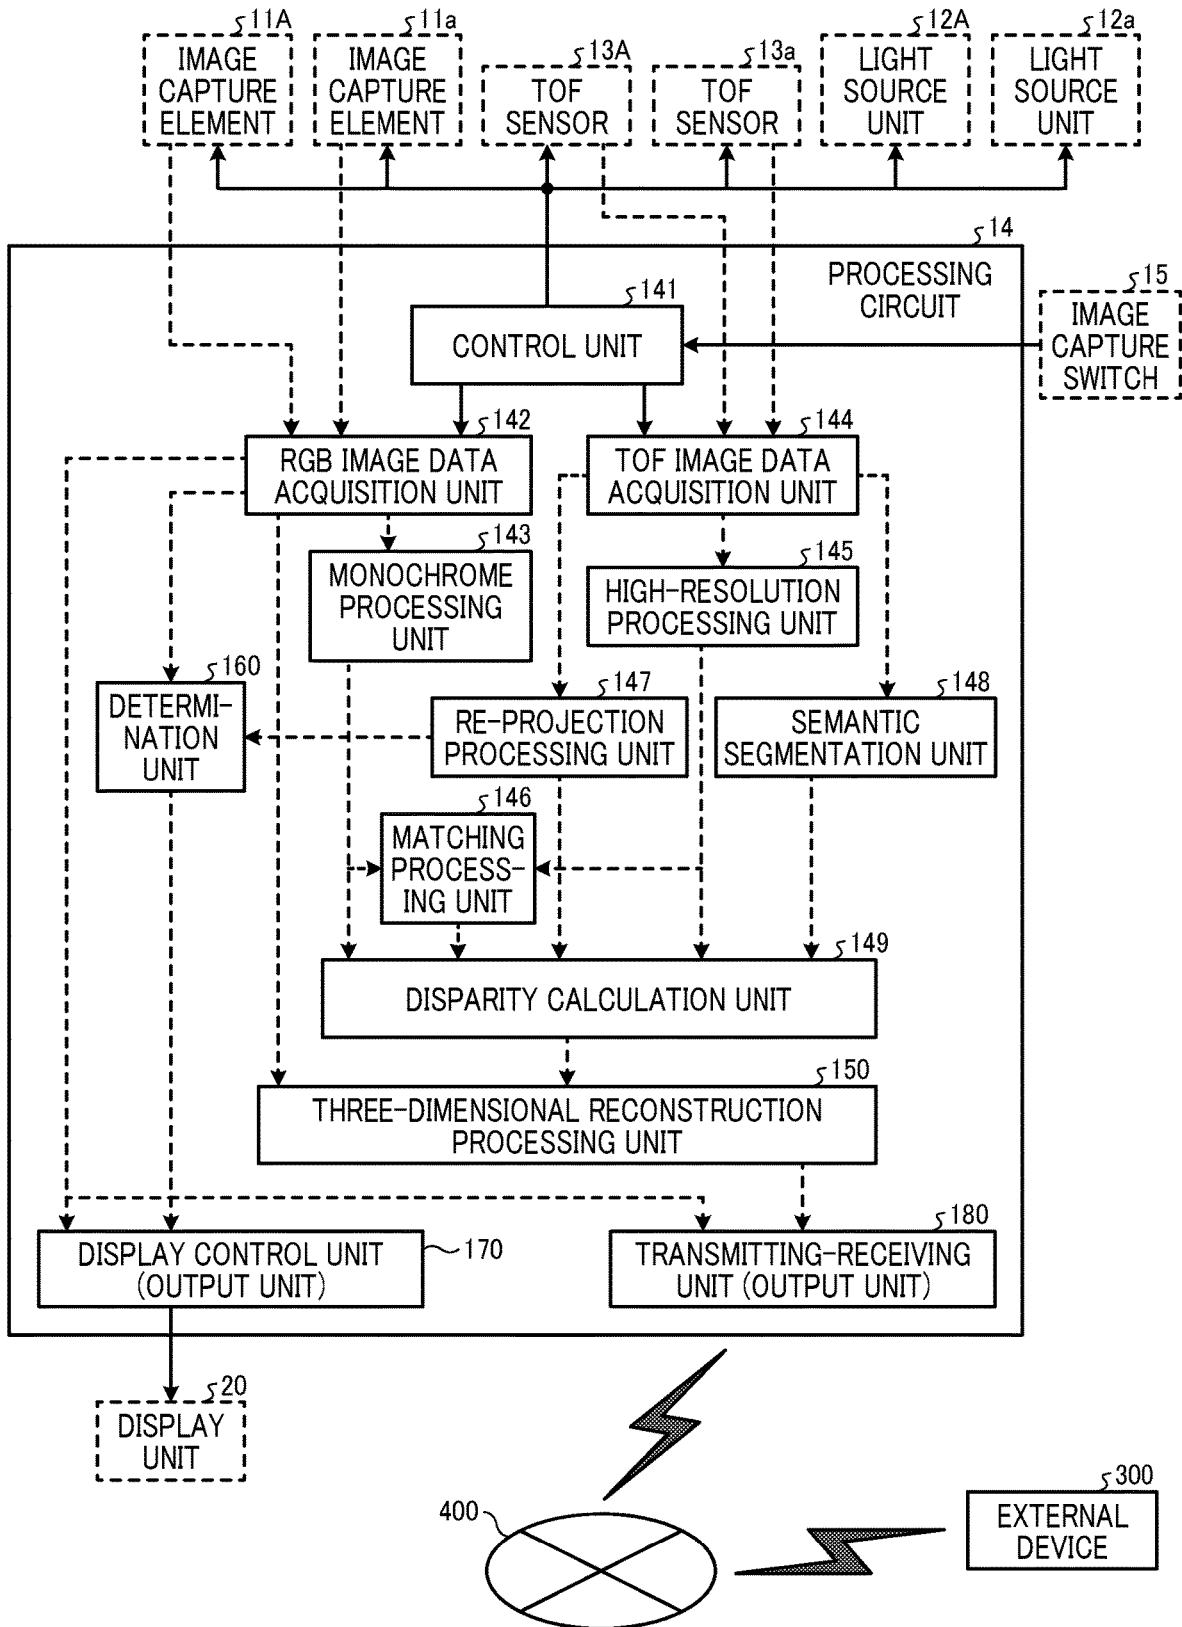 11A
IMAGE
CAPTURE
ELEMENT
11a
IMAGE
CAPTURE
ELEMENT
13A
TOF
SENSOR
13a
TOF
SENSOR
12A
LIGHT
SOURCE
UNIT
12a
LIGHT
SOURCE
UNIT
14
PROCESSING
CIRCUIT
15
IMAGE
CAPTURE
SWITCH
141
CONTROL UNIT
142
RGB IMAGE DATA
ACQUISITION UNIT
144
TOF IMAGE DATA
ACQUISITION UNIT
143
MONOCHROME
PROCESSING
UNIT
145
HIGH-RESOLUTION
PROCESSING UNIT
160
DETERMI-
NATION
UNIT
147
RE-PROJECTION
PROCESSING UNIT
148
SEMANTIC
SEGMENTATION UNIT
146
MATCHING
PROCESS-
ING UNIT
149
DISPARITY CALCULATION UNIT
150
THREE-DIMENSIONAL RECONSTRUCTION
PROCESSING UNIT
170
DISPLAY CONTROL UNIT
(OUTPUT UNIT)
180
TRANSMITTING-RECEIVING
UNIT (OUTPUT UNIT)
20
DISPLAY
UNIT
400
300
EXTERNAL
DEVICE